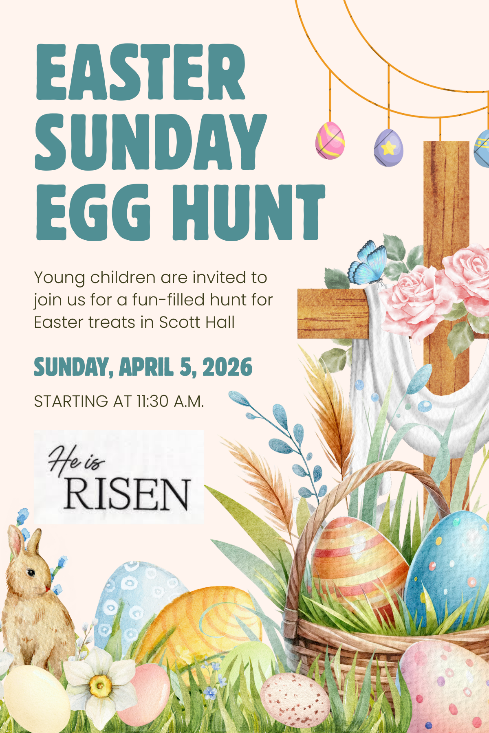 EASTER
SUNDAY
EGG HUNT
Young children are invited to
join us for a fun-filled hunt for
Easter treats in Scott Hall
SUNDAY, APRIL 5, 2026
STARTING AT 11:30 A.M.
He is
RISEN